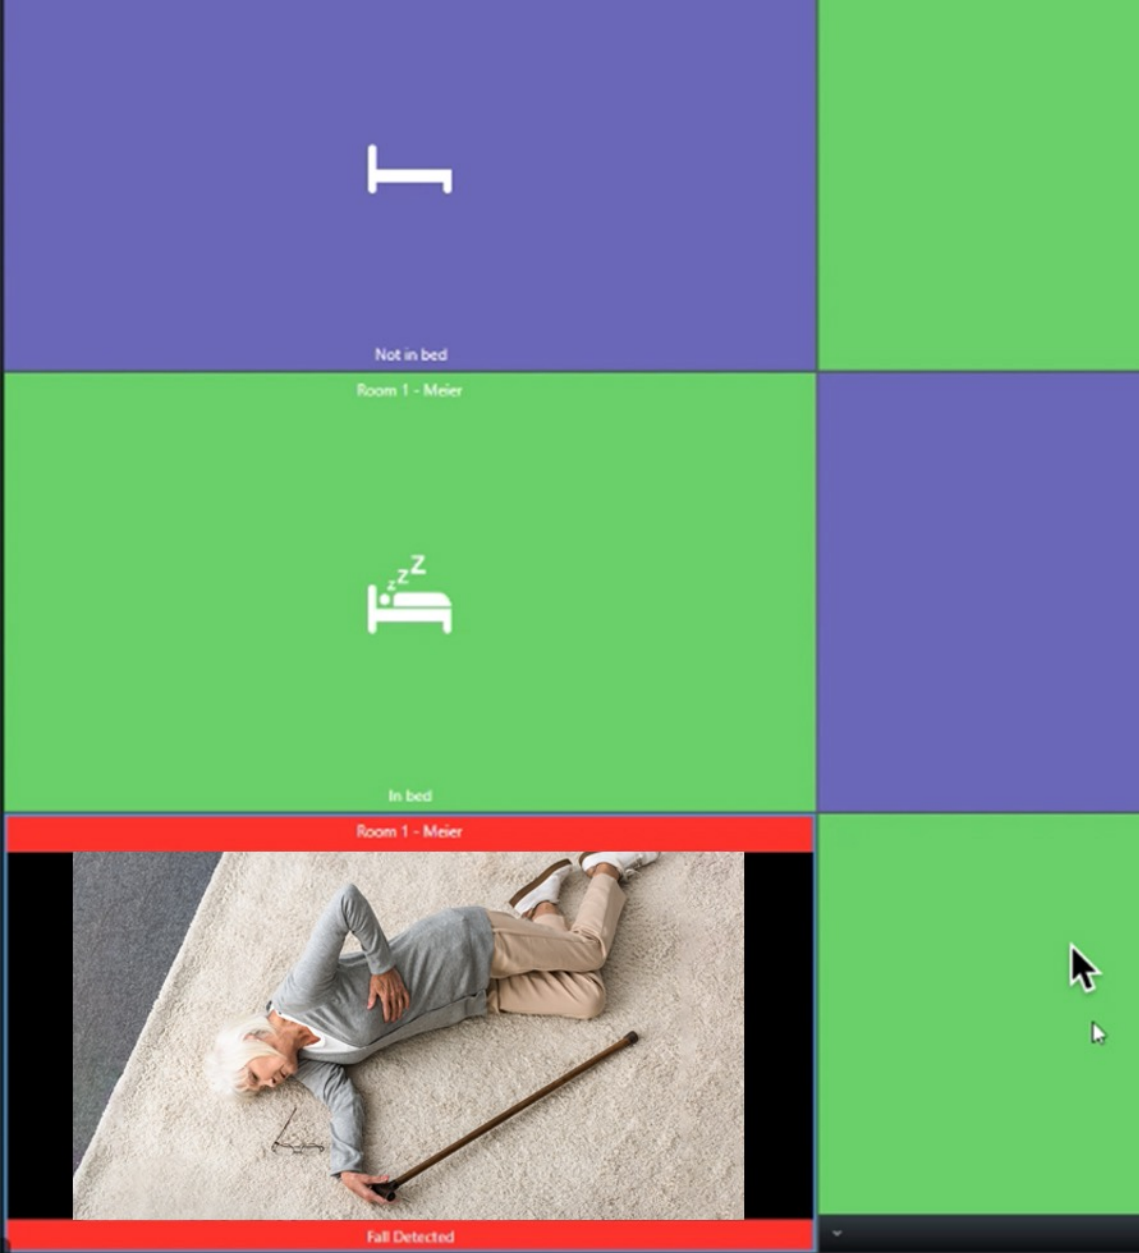 Not in bed
Room 1 - Meier
z z Z
In bed
Room 1 - Meier
Fall Detected